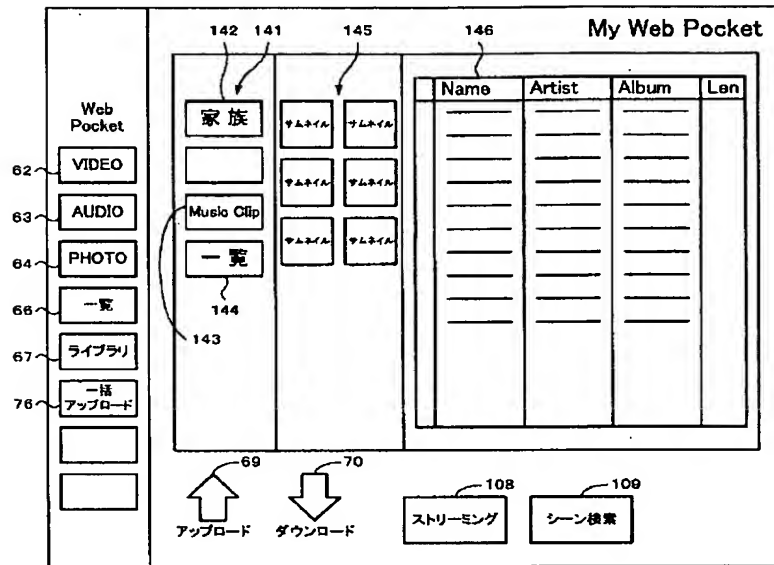 My Web Pocket
142
141
145
146
Web
Pocket
62
VIDEO
63
AUDIO
64
PHOTO
66
一覧
67
ライブラリ
76
一括
アップロード
家族
Music Clip
一覧
144
143
サムネイル
サムネイル
サムネイル
サムネイル
サムネイル
サムネイル
Name
Artist
Album
Len
69
アップロード
70
ダウンロード
108
ストリーミング
109
シーン検索